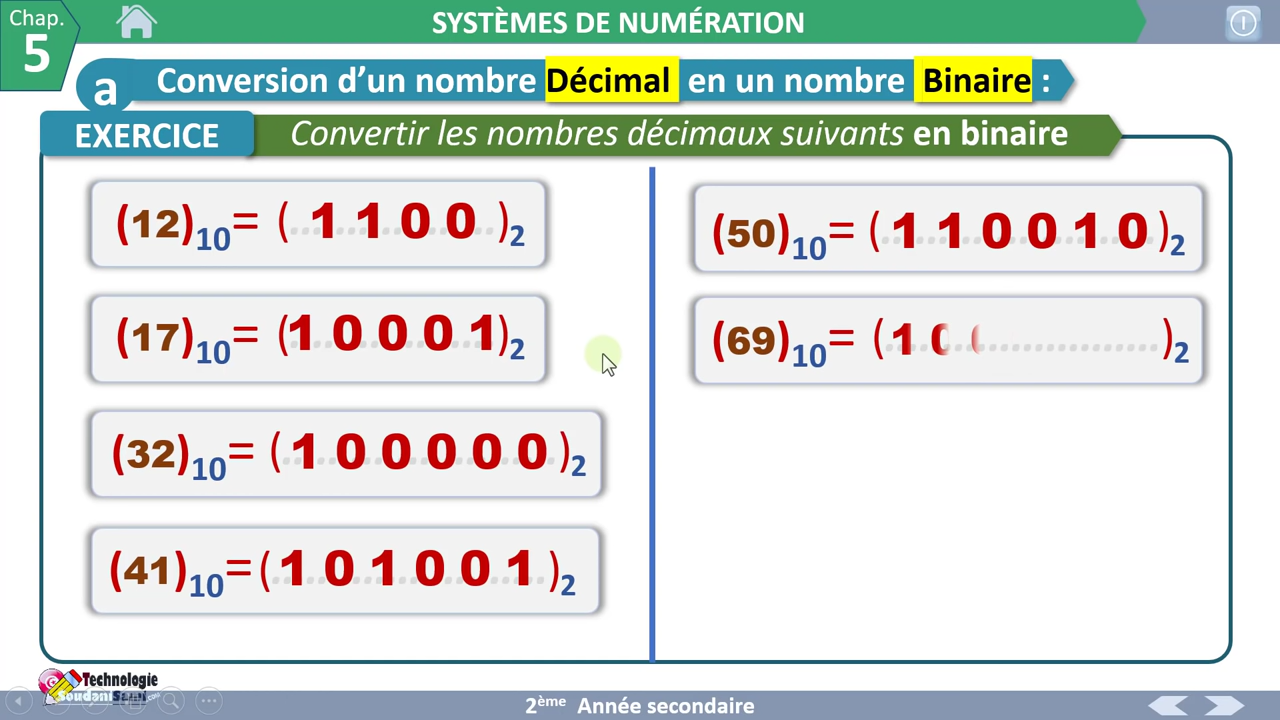 Chap.
5
SYSTÈMES DE NUMÉRATION
a
Conversion d’un nombre Décimal en un nombre Binaire :
EXERCICE
Convertir les nombres décimaux suivants en binaire
(12)10= ( 1 1 0 0 )2
(17)10= (1 0 0 0 1)2
(32)10= ( 1 0 0 0 0 0 )2
(41)10=( 1 0 1 0 0 1 )2
(50)10= ( 1 1 0 0 1 0 )2
(69)10= ( 1 0 )2
Technologie
Soudani Sami
2ème Année secondaire